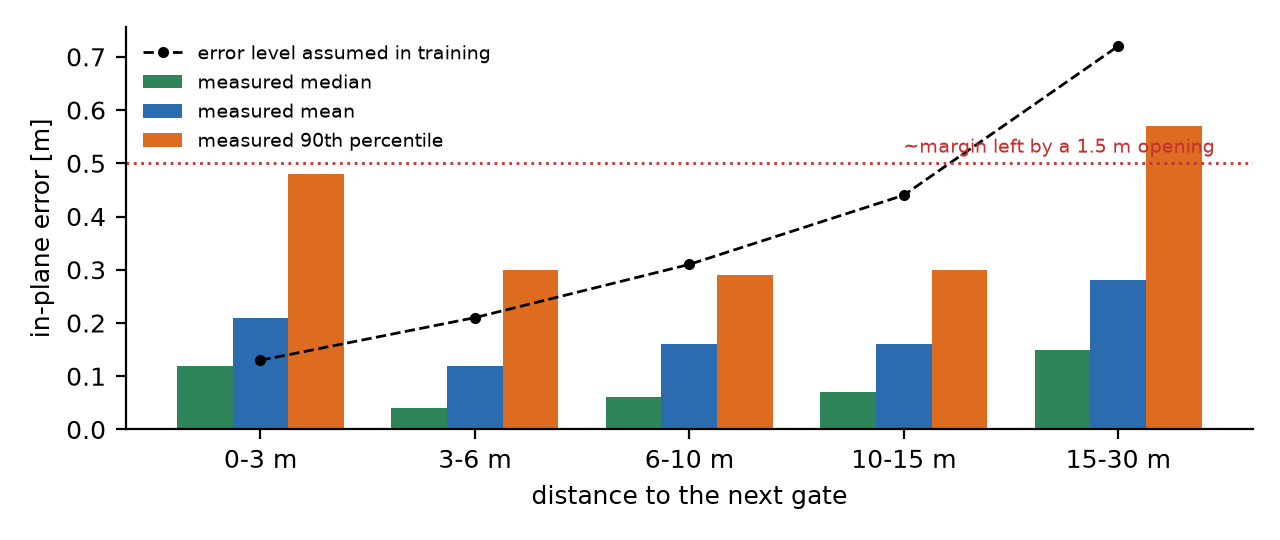 error level assumed in training
measured median
measured mean
measured 90th percentile
~margin left by a 1.5 m opening
in-plane error [m]
0.7
0.6
0.5
0.4
0.3
0.2
0.1
0.0
0-3 m
3-6 m
6-10 m
10-15 m
15-30 m
distance to the next gate